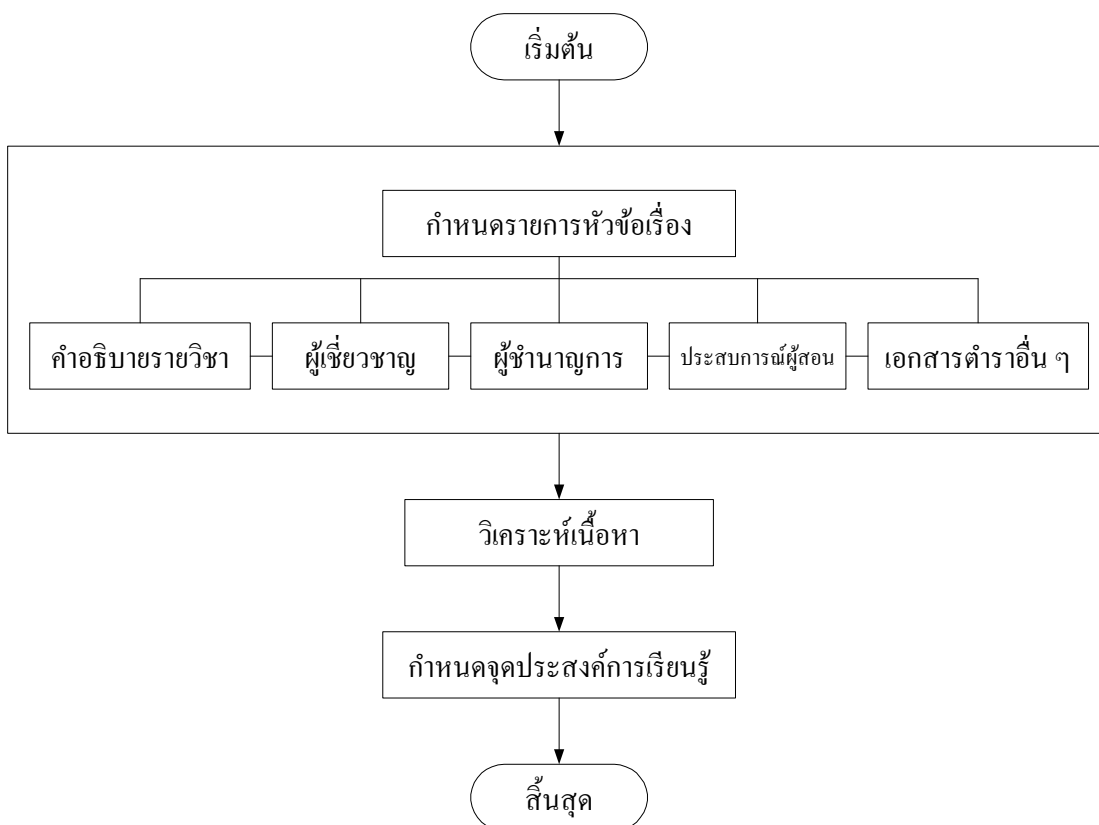 เริ่มต้น
กำหนดรายการหัวข้อเรื่อง
คำอธิบายรายวิชา
ผู้เชี่ยวชาญ
ผู้ชำนาญการ
ประสบการณ์ผู้สอน
เอกสารตำราอื่น ๆ
วิเคราะห์เนื้อหา
กำหนดจุดประสงค์การเรียนรู้
สิ้นสุด